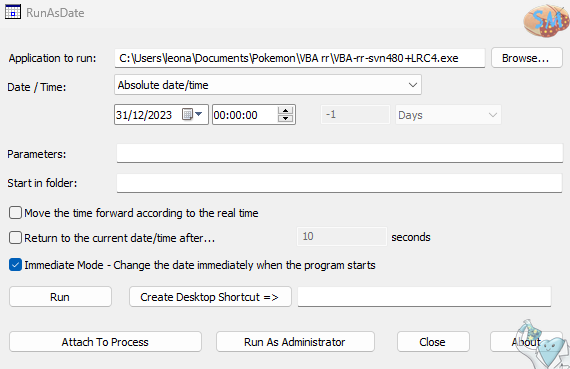 RunAsDate
SM
Application to run: C:\Users\leona\Documents\Pokemon\VBA rr\VBA-rr-svn480+LRC4.exe Browse...
Date / Time: Absolute date/time
31/12/2023 00:00:00 -1 Days
Parameters:
Start in folder:
Move the time forward according to the real time
Return to the current date/time after... 10 seconds
Immediate Mode - Change the date immediately when the program starts
Run Create Desktop Shortcut =>
Attach To Process Run As Administrator Close About